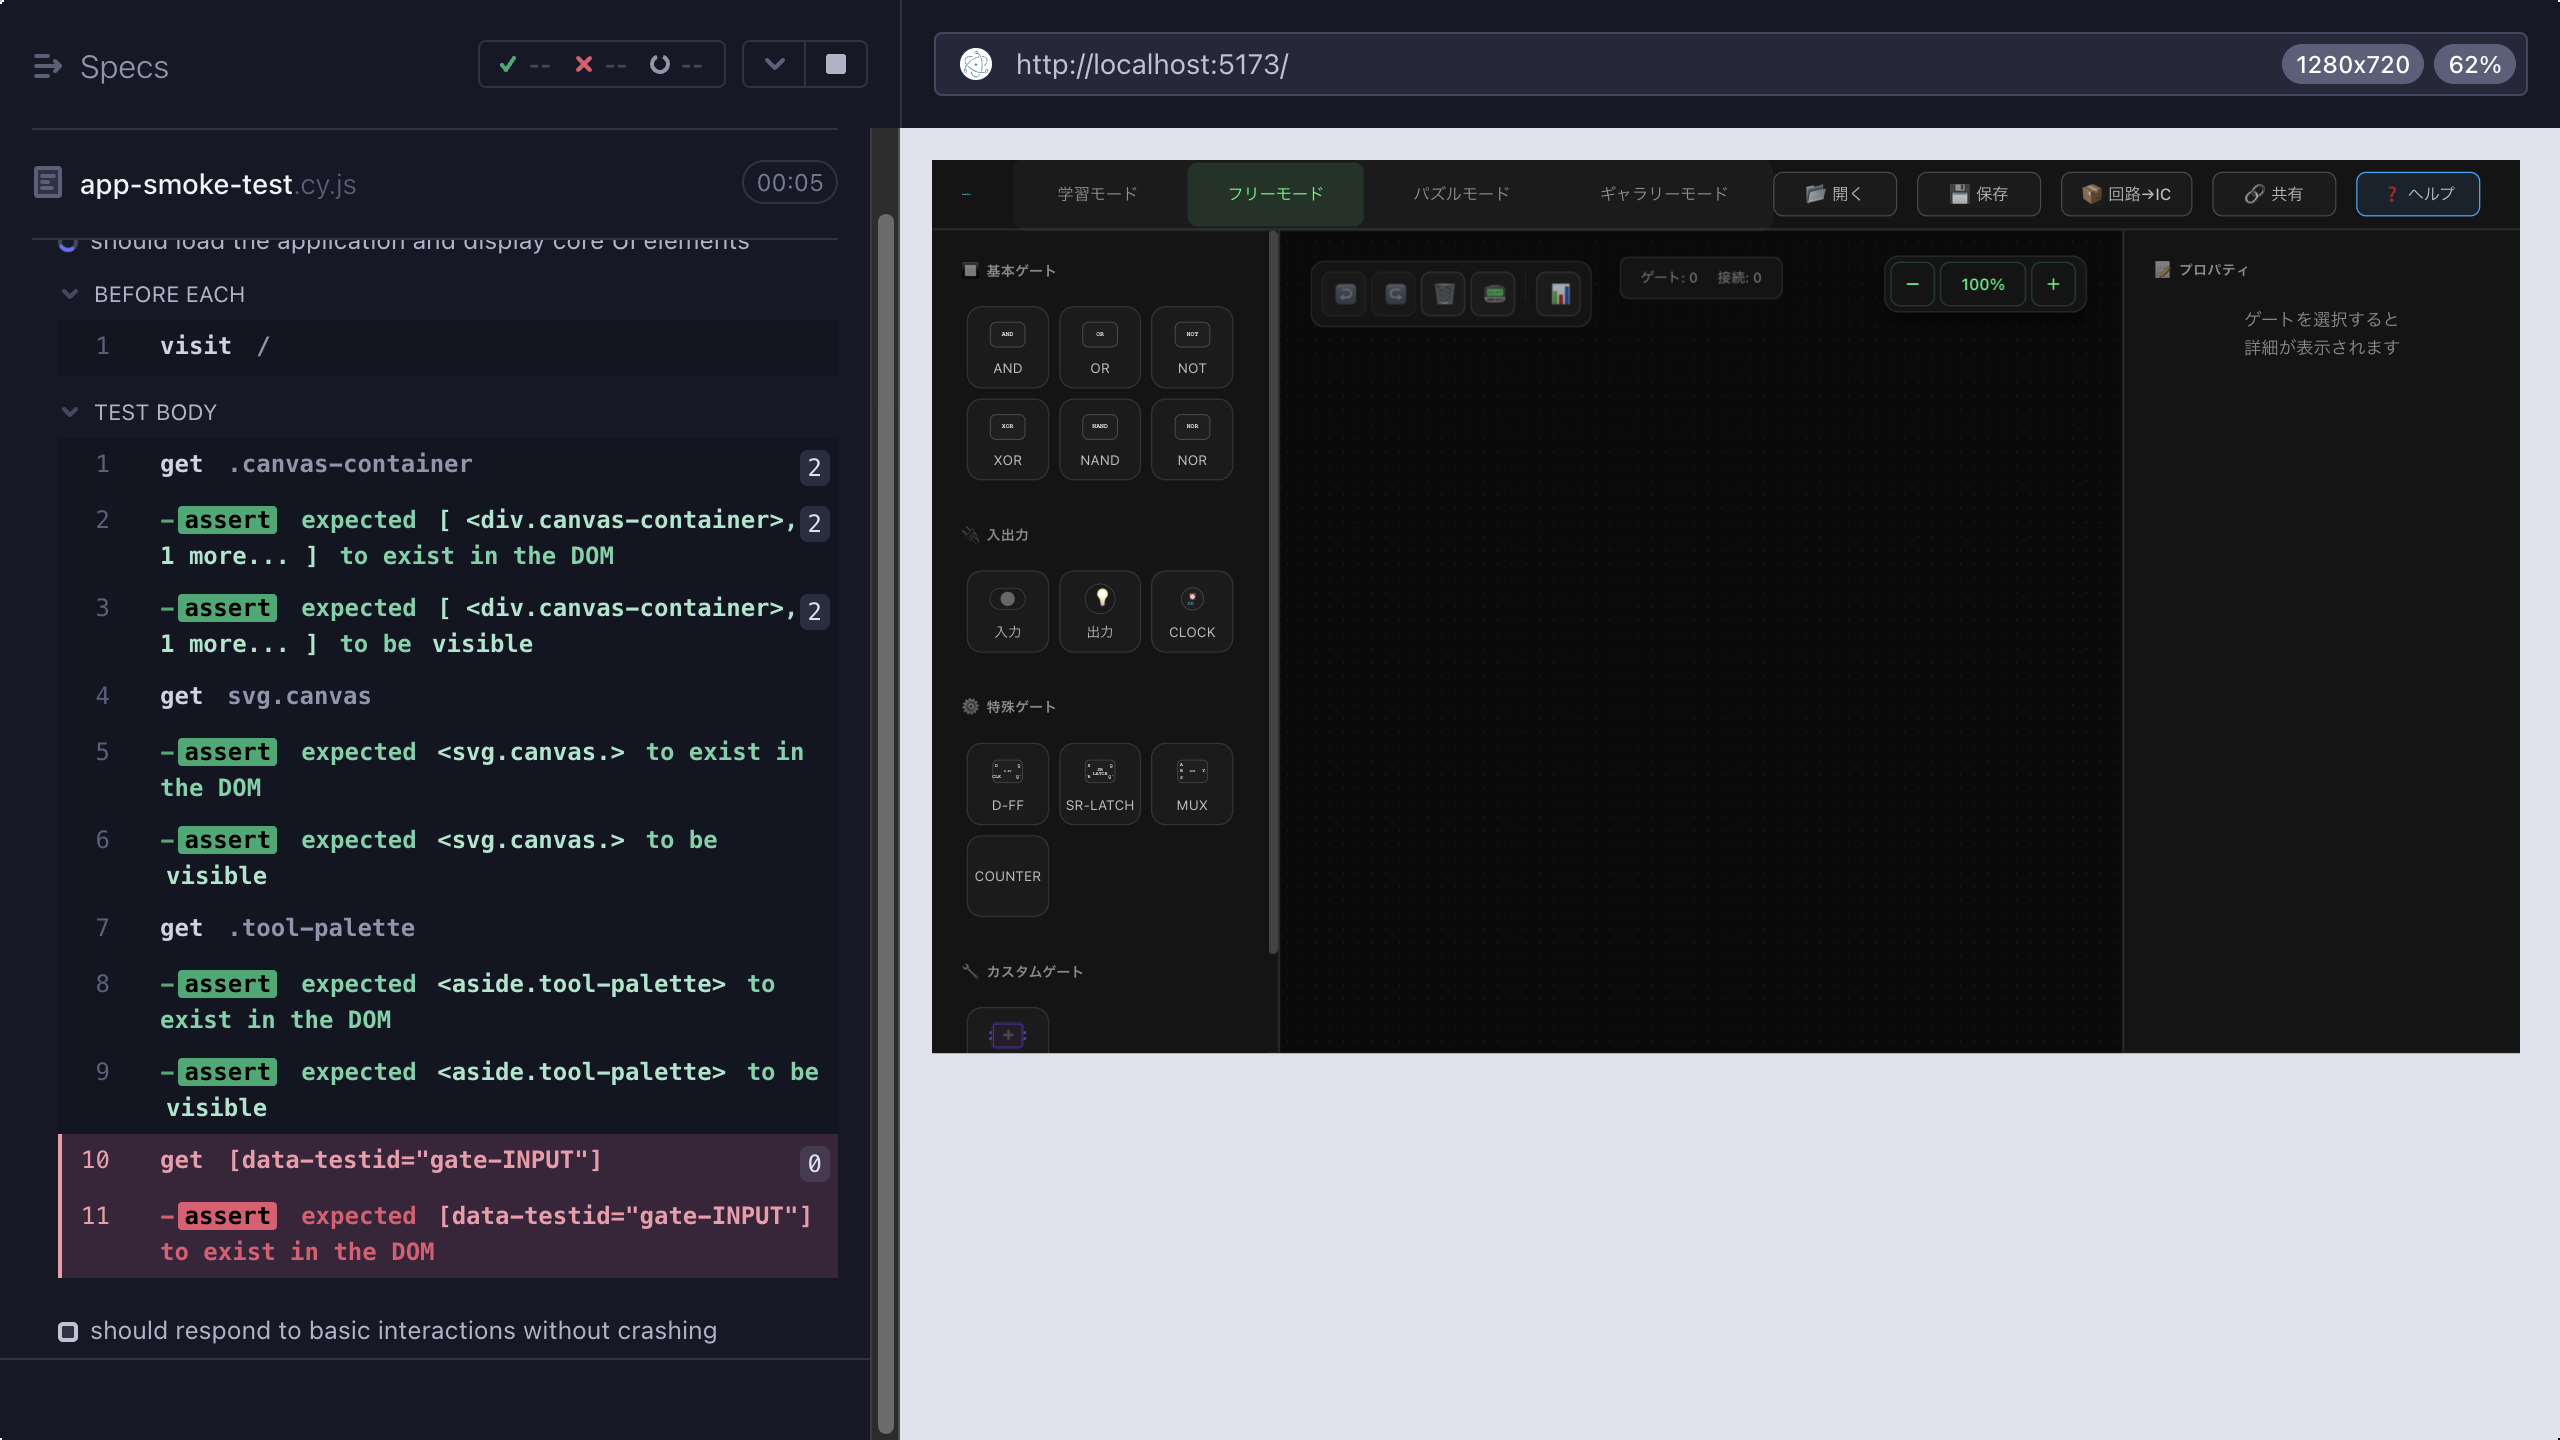 Specs
--
--
--
http://localhost:5173/
1280x720
62%
app-smoke-test.cy.js
00:05
should load the application and display core UI elements
BEFORE EACH
1 visit /
TEST BODY
1 get .canvas-container 2
2 -assert expected [ <div.canvas-container>, 2
1 more... ] to exist in the DOM
3 -assert expected [ <div.canvas-container>, 2
1 more... ] to be visible
4 get svg.canvas
5 -assert expected <svg.canvas.> to exist in
the DOM
6 -assert expected <svg.canvas.> to be
visible
7 get .tool-palette
8 -assert expected <aside.tool-palette> to
exist in the DOM
9 -assert expected <aside.tool-palette> to be
visible
10 get [data-testid="gate-INPUT"] 0
11 -assert expected [data-testid="gate-INPUT"]
to exist in the DOM
should respond to basic interactions without crashing
学習モード
フリーモード
パズルモード
ギャラリーモード
開く
保存
回路→IC
共有
ヘルプ
基本ゲート
AND OR NOT
AND OR NOT
XOR NAND NOR
XOR NAND NOR
入出力
入力 出力 CLOCK
特殊ゲート
D-FF SR-LATCH MUX
COUNTER
カスタムゲート
ゲート: 0 接続: 0
− 100% +
プロパティ
ゲートを選択すると
詳細が表示されます